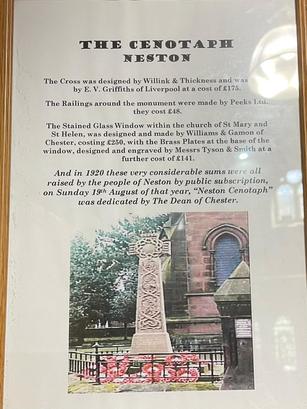 THE CENOTAPH
NESTON
The Cross was designed by Willink & Thickness and was
by E. V. Griffiths of Liverpool at a cost of £175.
The Railings around the monument were made by Peeks Ltd.
they cost £48.
The Stained Glass Window within the church of St Mary and
St Helen, was designed and made by Williams & Gamon of
Chester, costing £250, with the Brass Plates at the base of the
window, designed and engraved by Messrs Tyson & Smith at a
further cost of £141.
And in 1920 these very considerable sums were all
raised by the people of Neston by public subscription,
on Sunday 19th August of that year, "Neston Cenotaph"
was dedicated by The Dean of Chester.